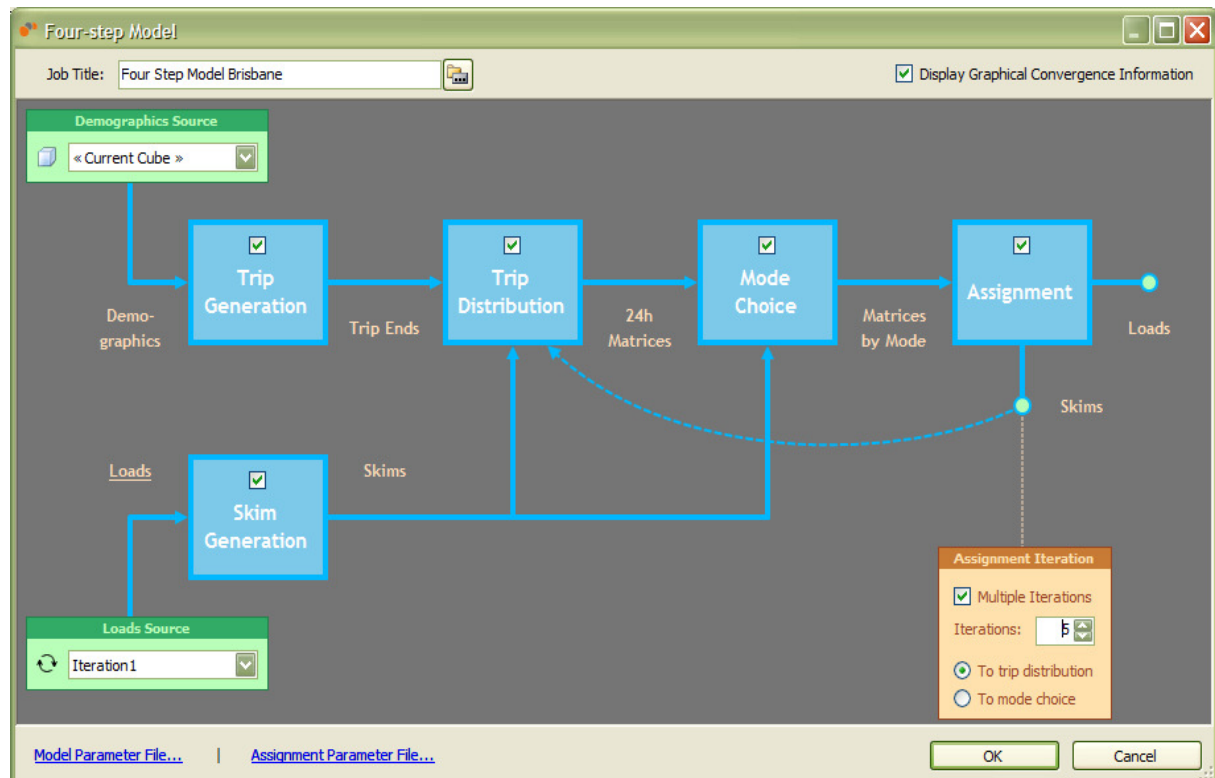 Four-step Model
Job Title: Four Step Model Brisbane
Display Graphical Convergence Information
Demographics Source
« Current Cube »
Trip
Generation
Trip
Distribution
Mode
Choice
Assignment
Demo-
graphics
Trip Ends
24h
Matrices
Matrices
by Mode
Loads
Skims
Loads
Skims
Skim
Generation
Loads Source
Iteration1
Assignment Iteration
Multiple Iterations
Iterations: 5
To trip distribution
To mode choice
Model Parameter File... | Assignment Parameter File...
OK
Cancel